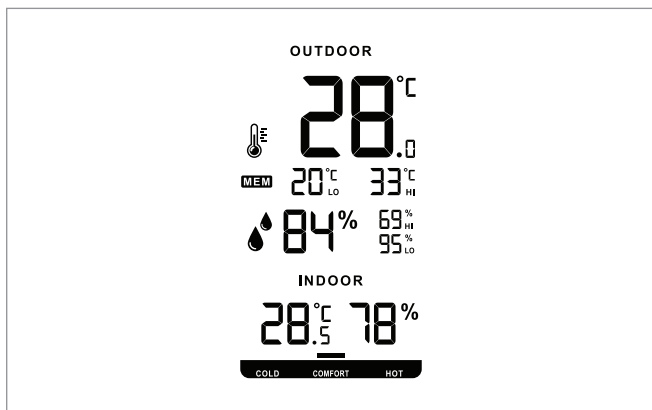 OUTDOOR
28.0°C
MEM 20°C LO 33°C HI
84% 69% HI
95% LO
INDOOR
28.5°C 78%
COLD COMFORT HOT